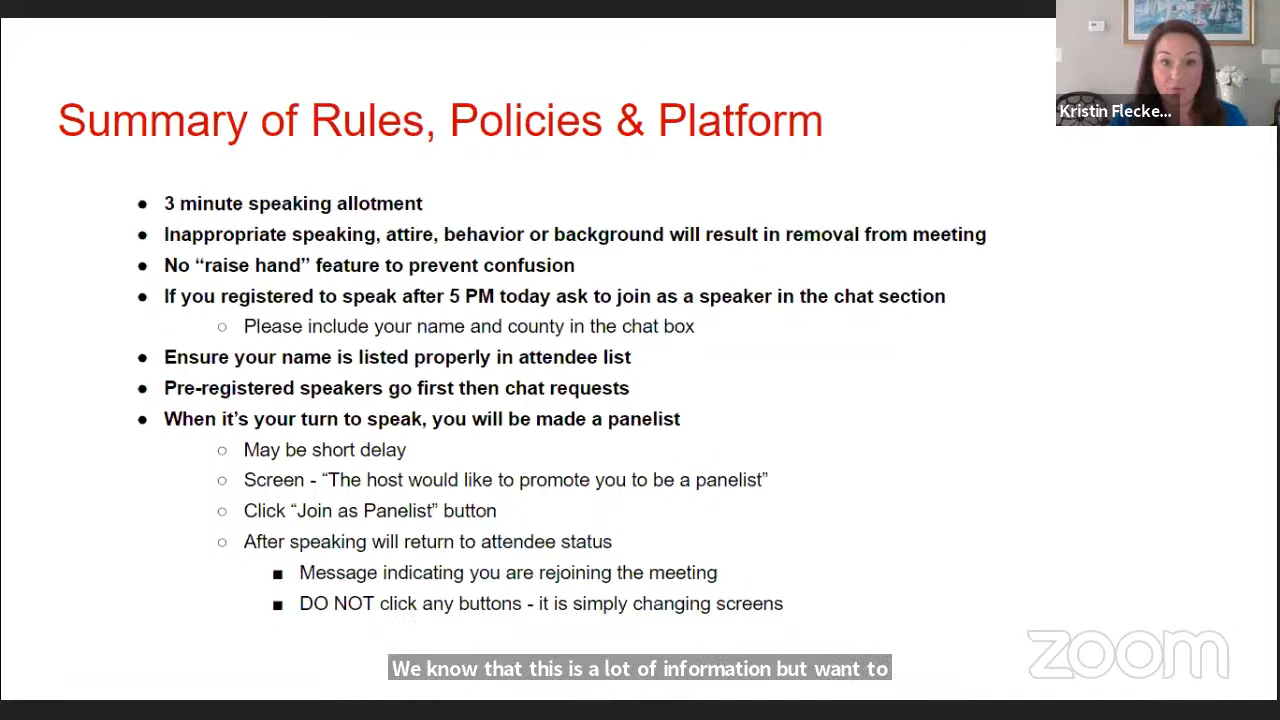 Kristin Flecke...
Summary of Rules, Policies & Platform
● 3 minute speaking allotment
● Inappropriate speaking, attire, behavior or background will result in removal from meeting
● No “raise hand” feature to prevent confusion
● If you registered to speak after 5 PM today ask to join as a speaker in the chat section
○ Please include your name and county in the chat box
● Ensure your name is listed properly in attendee list
● Pre-registered speakers go first then chat requests
● When it’s your turn to speak, you will be made a panelist
○ May be short delay
○ Screen - “The host would like to promote you to be a panelist”
○ Click “Join as Panelist” button
○ After speaking will return to attendee status
■ Message indicating you are rejoining the meeting
■ DO NOT click any buttons - it is simply changing screens
We know that this is a lot of information but want to
zoom